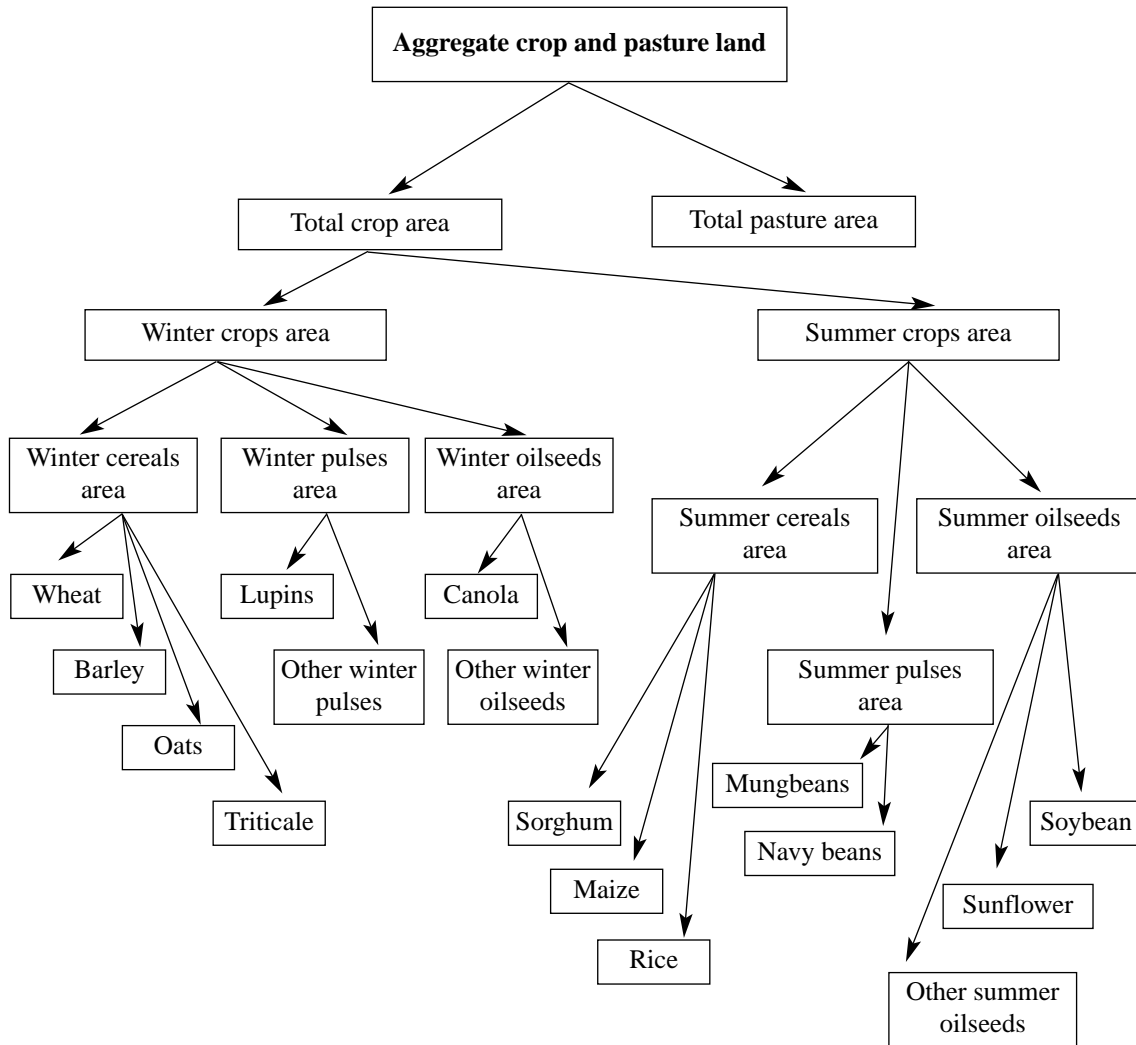 Aggregate crop and pasture land
Total crop area
Total pasture area
Winter crops area
Summer crops area
Winter cereals
area
Winter pulses
area
Winter oilseeds
area
Summer cereals
area
Summer oilseeds
area
Wheat
Lupins
Canola
Barley
Other winter
pulses
Other winter
oilseeds
Summer pulses
area
Oats
Mungbeans
Triticale
Sorghum
Soybean
Navy beans
Maize
Sunflower
Rice
Other summer
oilseeds